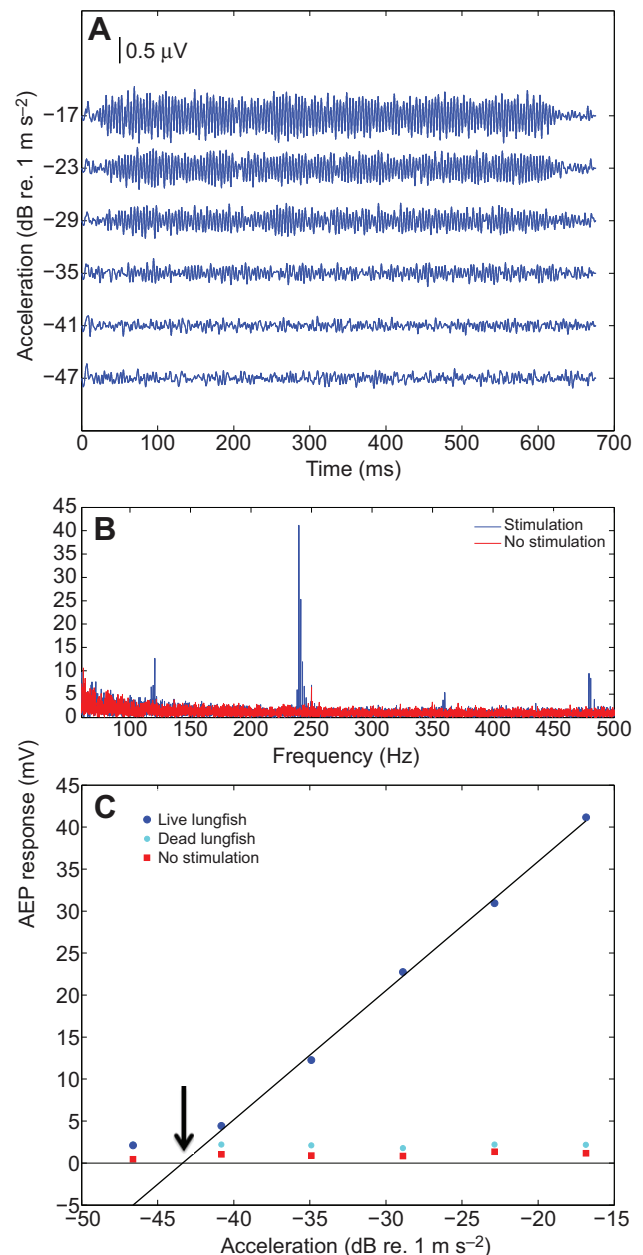 A
0.5 µV
−17
−23
−29
−35
−41
−47
Acceleration (dB re. 1 m s−2)
0 100 200 300 400 500 600 700
Time (ms)
B
Stimulation
No stimulation
45
40
35
30
25
20
15
10
5
0
100 150 200 250 300 350 400 450 500
Frequency (Hz)
AEP response (mV)
C
Live lungfish
Dead lungfish
No stimulation
45
40
35
30
25
20
15
10
5
0
−5
−50 −45 −40 −35 −30 −25 −20 −15
Acceleration (dB re. 1 m s−2)